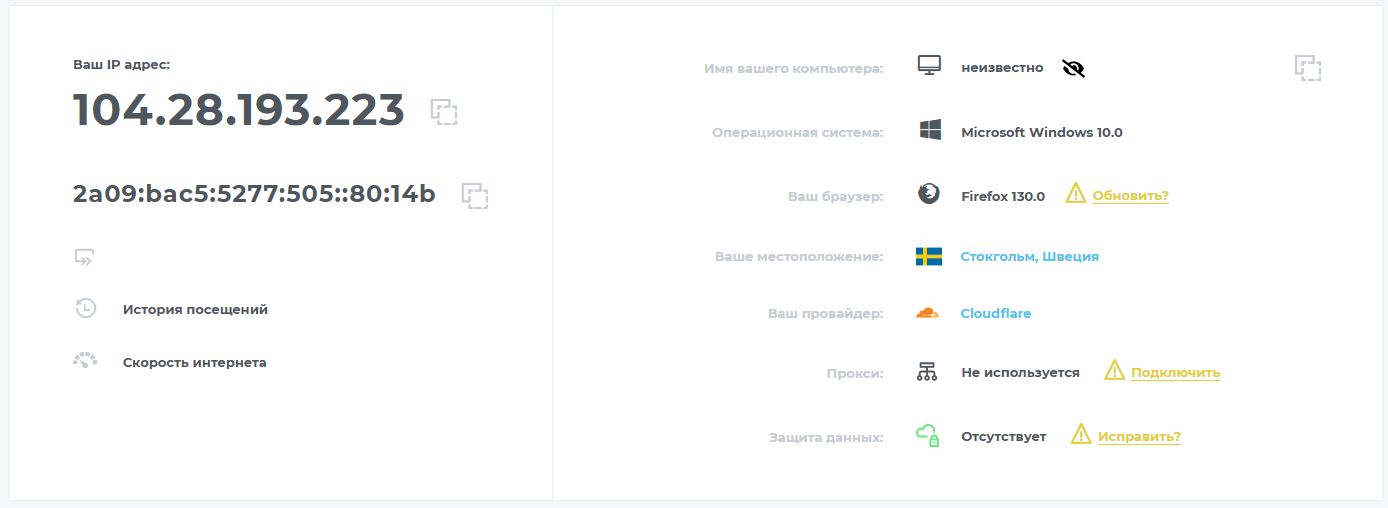 Ваш IP адрес:
104.28.193.223
2a09:bac5:5277:505::80:14b
История посещений
Скорость интернета
Имя вашего компьютера: неизвестно
Операционная система: Microsoft Windows 10.0
Ваш браузер: Firefox 130.0 Обновить?
Ваше местоположение: Стокгольм, Швеция
Ваш провайдер: Cloudflare
Прокси: Не используется Подключить
Защита данных: Отсутствует Исправить?